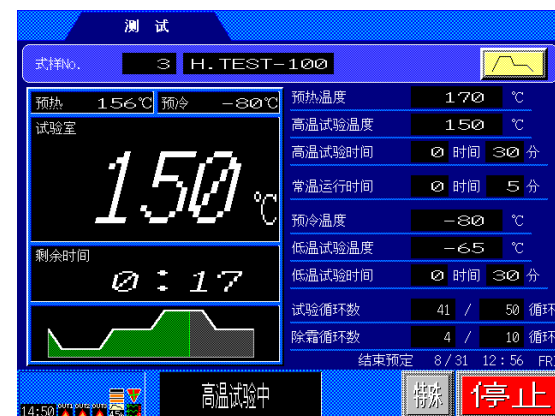 测 试
式样No. 3 H.TEST-100
预热 156℃ 预冷 -80℃
试验室
150℃
剩余时间
0:17
预热温度 170 ℃
高温试验温度 150 ℃
高温试验时间 0 时间 30 分
常温运行时间 0 时间 5 分
预冷温度 -80 ℃
低温试验温度 -65 ℃
低温试验时间 0 时间 30 分
试验循环数 41 / 50 循环
除霜循环数 4 / 10 循环
结束预定 8/31 12:56 FRI
14:50 OUT1 OUT2 OUT3 45%
高温试验中
特殊
停止